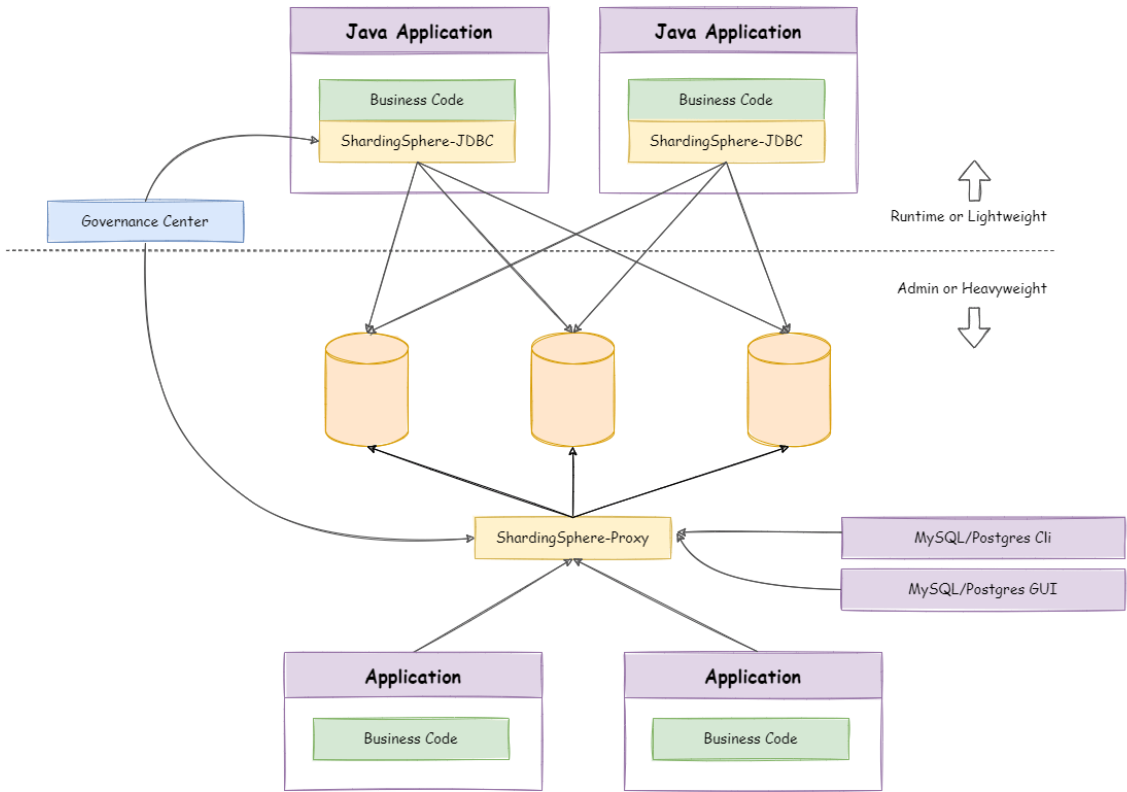 Java Application
Java Application
Business Code
Business Code
ShardingSphere-JDBC
ShardingSphere-JDBC
Governance Center
Runtime or Lightweight
Admin or Heavyweight
ShardingSphere-Proxy
MySQL/Postgres Cli
MySQL/Postgres GUI
Application
Application
Business Code
Business Code